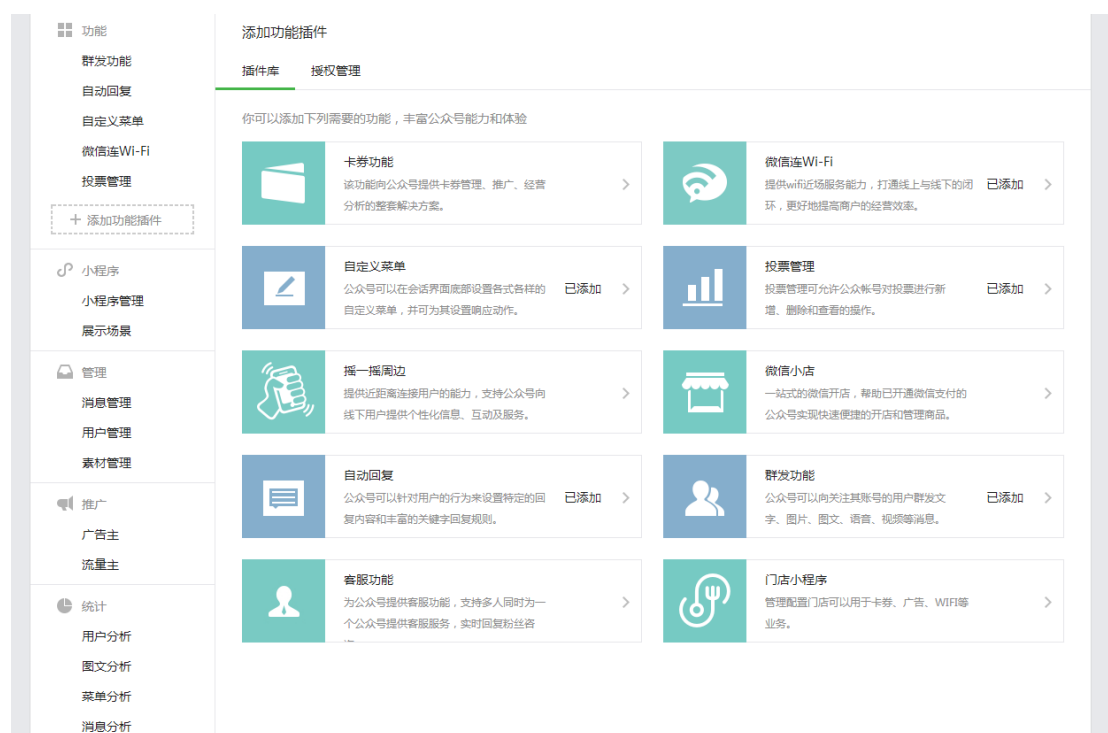 功能
群发功能
自动回复
自定义菜单
微信连Wi-Fi
投票管理
+ 添加功能插件
小程序
小程序管理
展示场景
管理
消息管理
用户管理
素材管理
推广
广告主
流量主
统计
用户分析
图文分析
菜单分析
消息分析
添加功能插件
插件库 授权管理
你可以添加下列需要的功能，丰富公众号能力和体验
卡券功能
该功能向公众号提供卡券管理、推广、经营
分析的整套解决方案。
微信连Wi-Fi
提供wifi近场服务能力，打通线上与线下的闭
环，更好地提高商户的经营效率。
已添加
自定义菜单
公众号可以在会话界面底部设置各式各样的
自定义菜单，并可为其设置响应动作。
已添加
投票管理
投票管理可允许公众帐号对投票进行新
增、删除和查看的操作。
已添加
摇一摇周边
提供近距离连接用户的能力，支持公众号向
线下用户提供个性化信息、互动及服务。
微信小店
一站式的微信开店，帮助已开通微信支付的
公众号实现快速便捷的开店和管理商品。
自动回复
公众号可以针对用户的行为来设置特定的回
复内容和丰富的关键字回复规则。
已添加
群发功能
公众号可以向关注其账号的用户群发文
字、图片、图文、语音、视频等消息。
已添加
客服功能
为公众号提供客服功能，支持多人同时为一
个公众号提供客服服务，实时回复粉丝咨
门店小程序
管理配置门店可以用于卡券、广告、WIFI等
业务。